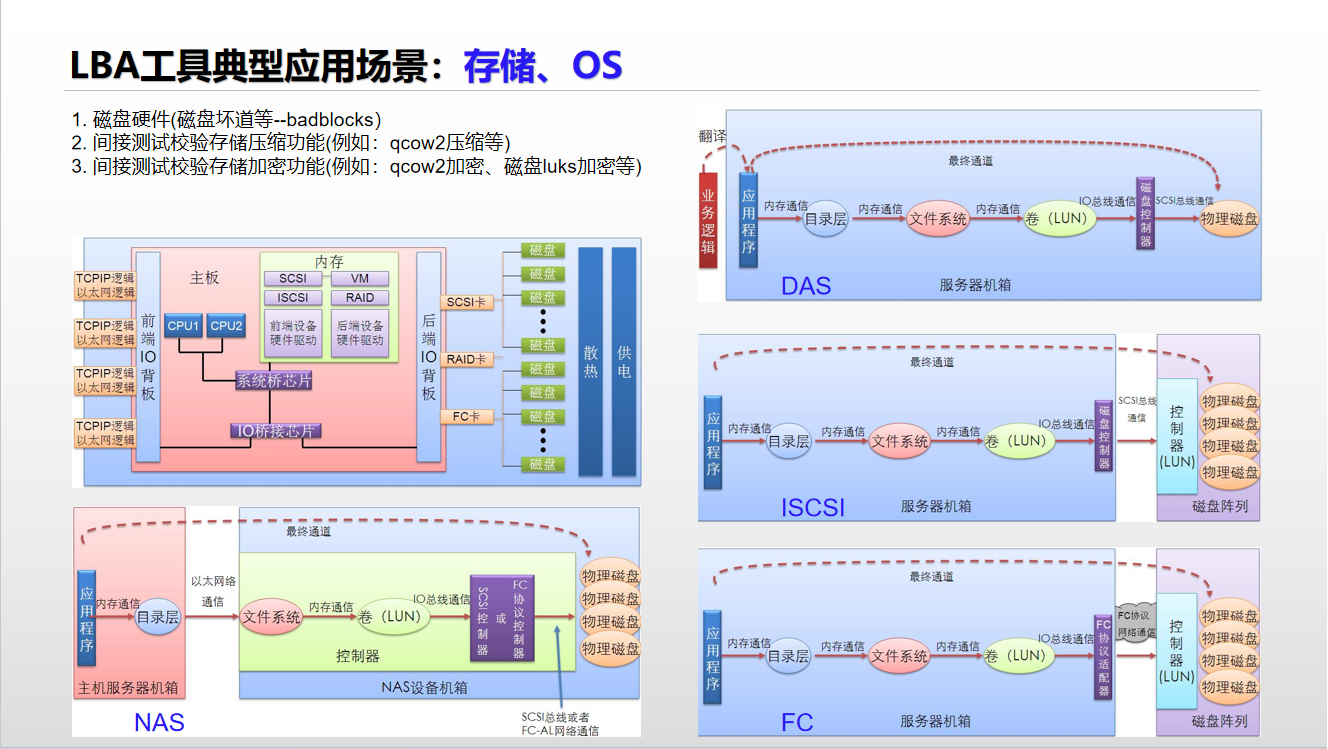 LBA工具典型应用场景：存储、OS
1. 磁盘硬件(磁盘坏道等--badblocks）
2. 间接测试校验存储压缩功能(例如：qcow2压缩等)
3. 间接测试校验存储加密功能(例如：qcow2加密、磁盘luks加密等)
TCPIP逻辑
以太网逻辑
TCPIP逻辑
以太网逻辑
TCPIP逻辑
以太网逻辑
TCPIP逻辑
以太网逻辑
前端IO背板
主板
CPU1
CPU2
内存
SCSI
VM
ISCSI
RAID
前端设备
硬件驱动
后端设备
硬件驱动
系统桥芯片
IO桥接芯片
后端IO背板
SCSI卡
RAID卡
FC卡
磁盘
磁盘
磁盘
磁盘
磁盘
磁盘
磁盘
磁盘
散热
供电
最终通道
应用程序
内存通信
目录层
以太网络
通信
文件系统
内存通信
卷（LUN）
IO总线通信
SCSI控制器
或
FC协议控制器
物理磁盘
物理磁盘
物理磁盘
物理磁盘
控制器
主机服务器机箱
NAS设备机箱
NAS
SCSI总线或者
FC-AL网络通信
翻译
业务逻辑
最终通道
应用程序
内存通信
目录层
内存通信
文件系统
内存通信
卷（LUN）
IO总线通信
磁盘控制器
SCSI总线通信
物理磁盘
DAS
服务器机箱
最终通道
应用程序
内存通信
目录层
内存通信
文件系统
内存通信
卷（LUN）
IO总线通信
磁盘控制器
SCSI总线
通信
控制器
(LUN)
物理磁盘
物理磁盘
物理磁盘
物理磁盘
ISCSI
服务器机箱
磁盘阵列
最终通道
应用程序
内存通信
目录层
内存通信
文件系统
内存通信
卷（LUN）
IO总线通信
FC协议适配器
FC协议
网络通信
控制器
(LUN)
物理磁盘
物理磁盘
物理磁盘
物理磁盘
FC
服务器机箱
磁盘阵列